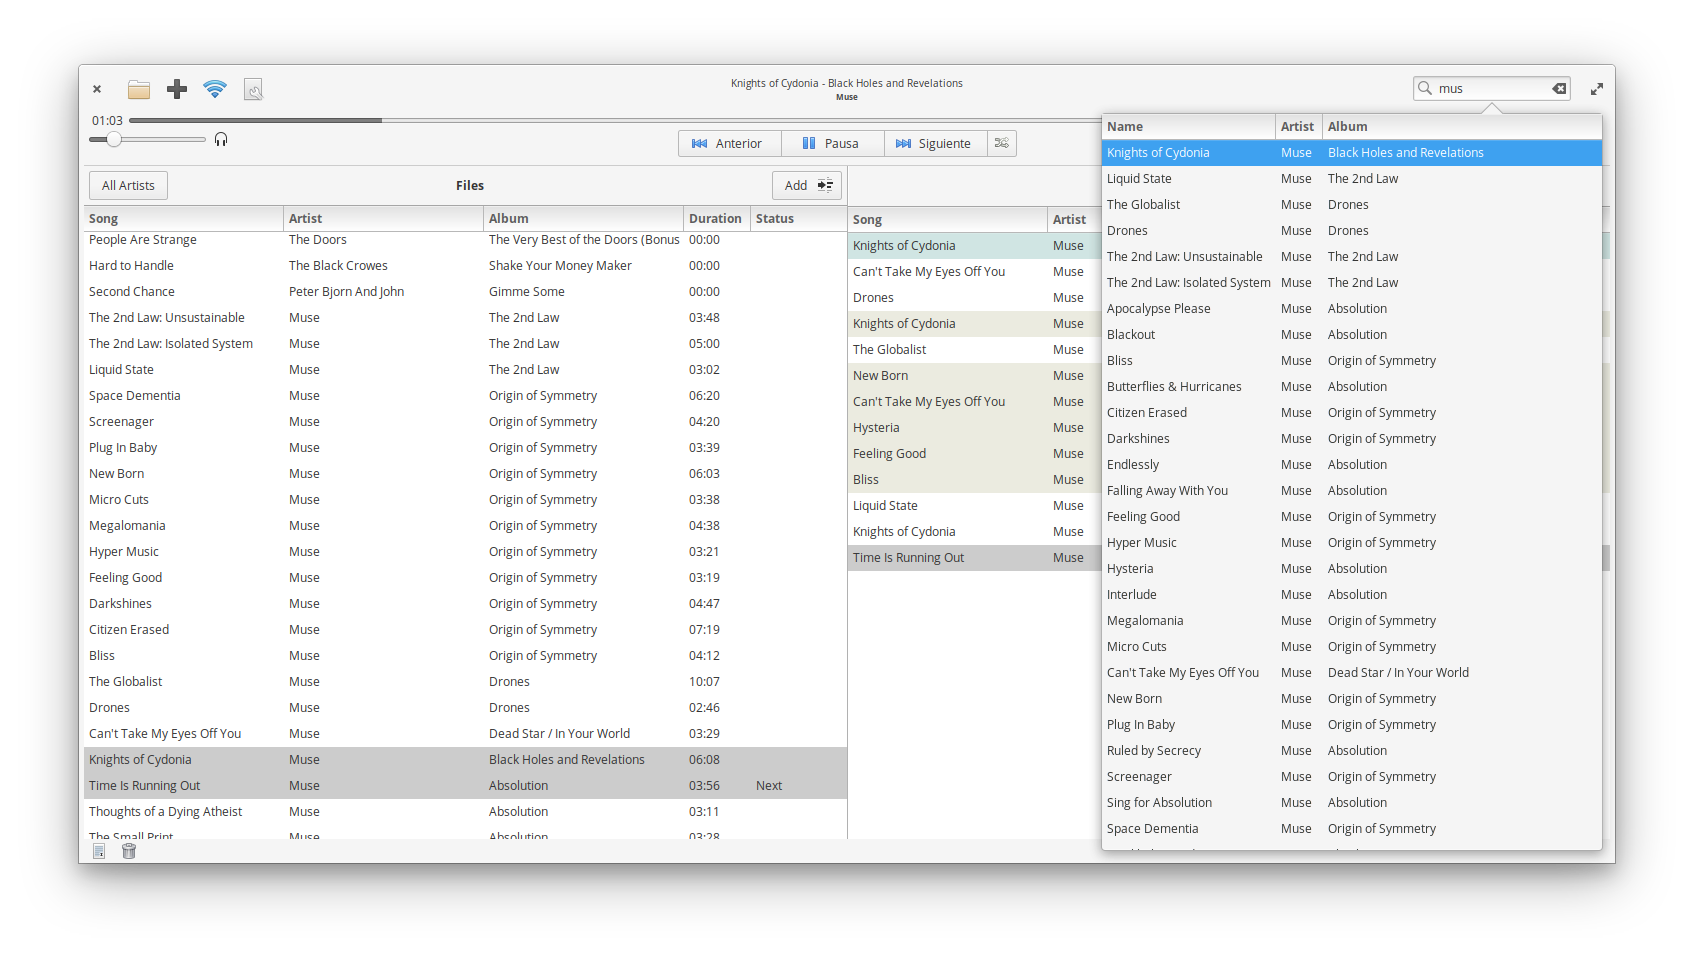 Knights of Cydonia - Black Holes and Revelations
Muse
mus
01:03
Anterior Pausa Siguiente
All Artists Files Add
Song Artist Album Duration Status
People Are Strange The Doors The Very Best of the Doors (Bonus 00:00
Hard to Handle The Black Crowes Shake Your Money Maker 00:00
Second Chance Peter Bjorn And John Gimme Some 00:00
The 2nd Law: Unsustainable Muse The 2nd Law 03:48
The 2nd Law: Isolated System Muse The 2nd Law 05:00
Liquid State Muse The 2nd Law 03:02
Space Dementia Muse Origin of Symmetry 06:20
Screenager Muse Origin of Symmetry 04:20
Plug In Baby Muse Origin of Symmetry 03:39
New Born Muse Origin of Symmetry 06:03
Micro Cuts Muse Origin of Symmetry 03:38
Megalomania Muse Origin of Symmetry 04:38
Hyper Music Muse Origin of Symmetry 03:21
Feeling Good Muse Origin of Symmetry 03:19
Darkshines Muse Origin of Symmetry 04:47
Citizen Erased Muse Origin of Symmetry 07:19
Bliss Muse Origin of Symmetry 04:12
The Globalist Muse Drones 10:07
Drones Muse Drones 02:46
Can't Take My Eyes Off You Muse Dead Star / In Your World 03:29
Knights of Cydonia Muse Black Holes and Revelations 06:08
Time Is Running Out Muse Absolution 03:56 Next
Thoughts of a Dying Atheist Muse Absolution 03:11
The Small Print Muse Absolution 03:28
Song Artist
Knights of Cydonia Muse
Can't Take My Eyes Off You Muse
Drones Muse
Knights of Cydonia Muse
The Globalist Muse
New Born Muse
Can't Take My Eyes Off You Muse
Hysteria Muse
Feeling Good Muse
Bliss Muse
Liquid State Muse
Knights of Cydonia Muse
Time Is Running Out Muse
Name Artist Album
Knights of Cydonia Muse Black Holes and Revelations
Liquid State Muse The 2nd Law
The Globalist Muse Drones
Drones Muse Drones
The 2nd Law: Unsustainable Muse The 2nd Law
The 2nd Law: Isolated System Muse The 2nd Law
Apocalypse Please Muse Absolution
Blackout Muse Absolution
Bliss Muse Origin of Symmetry
Butterflies & Hurricanes Muse Absolution
Citizen Erased Muse Origin of Symmetry
Darkshines Muse Origin of Symmetry
Endlessly Muse Absolution
Falling Away With You Muse Absolution
Feeling Good Muse Origin of Symmetry
Hyper Music Muse Origin of Symmetry
Hysteria Muse Absolution
Interlude Muse Absolution
Megalomania Muse Origin of Symmetry
Micro Cuts Muse Origin of Symmetry
Can't Take My Eyes Off You Muse Dead Star / In Your World
New Born Muse Origin of Symmetry
Plug In Baby Muse Origin of Symmetry
Ruled by Secrecy Muse Absolution
Screenager Muse Origin of Symmetry
Sing for Absolution Muse Absolution
Space Dementia Muse Origin of Symmetry